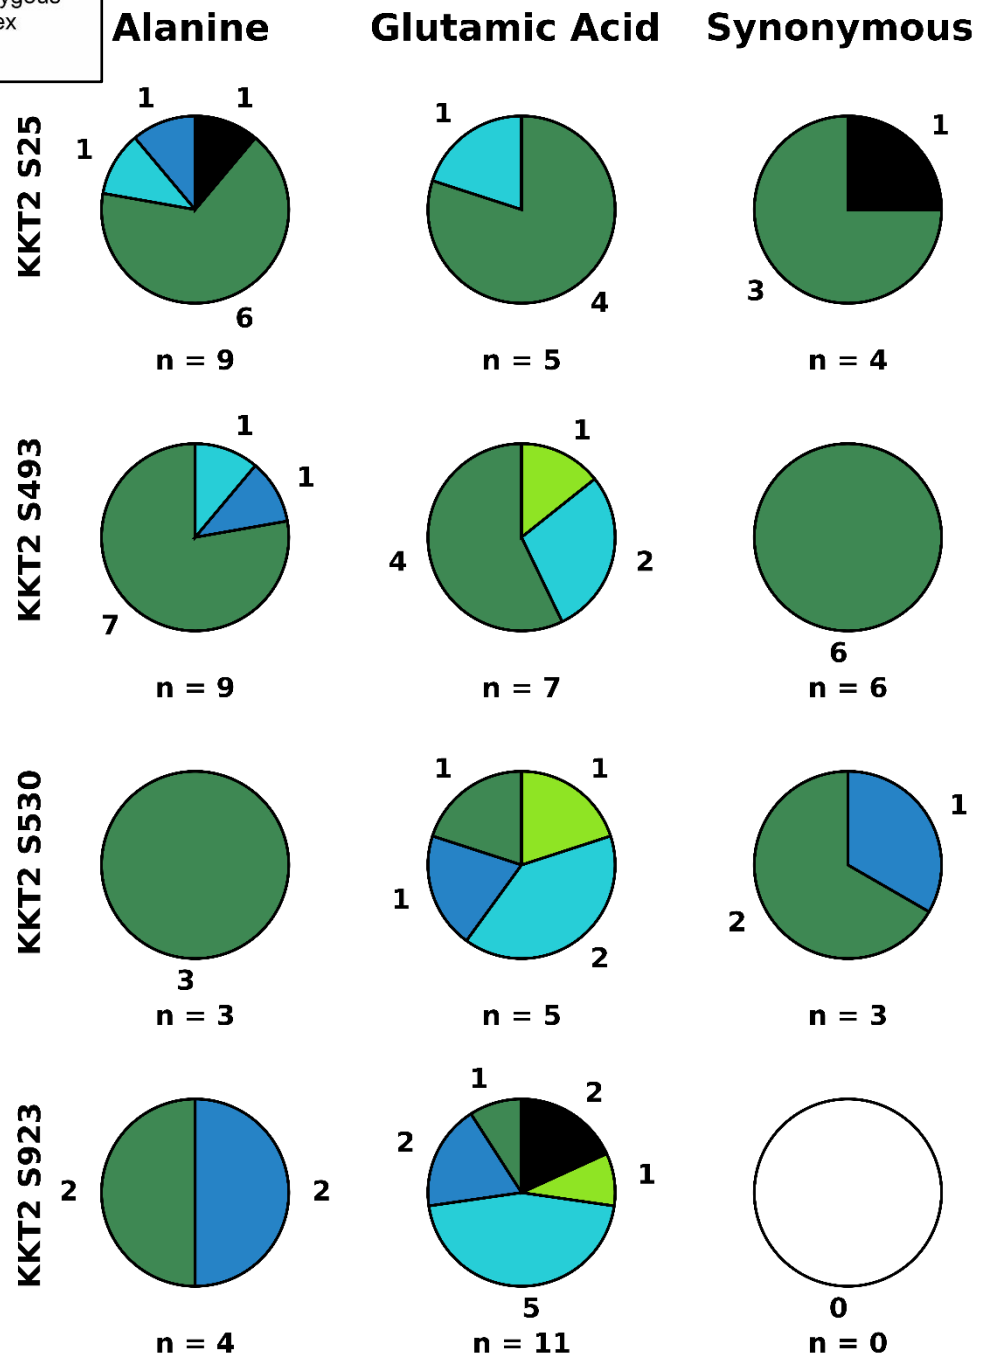 ex
Alanine Glutamic Acid Synonymous
KKT2 S25
1 1 1 6
n = 9
1 4
n = 5
1 3
n = 4
KKT2 S493
1 1 7
n = 9
1 2 4
n = 7
6
n = 6
KKT2 S530
3
n = 3
1 1 1 2
n = 5
1 2
n = 3
KKT2 S923
2 2
n = 4
1 2 2 1 5
n = 11
0
n = 0